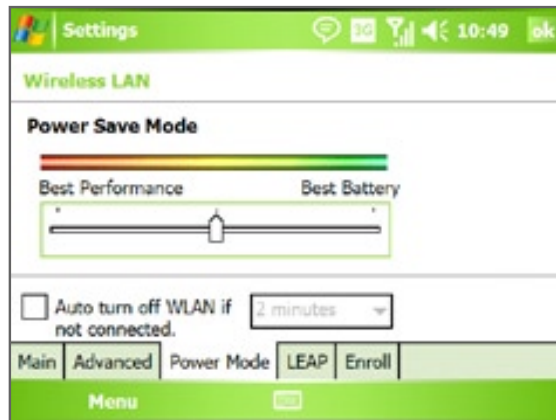 Settings 3G 10:49 ok
Wireless LAN
Power Save Mode
Best Performance Best Battery
Auto turn off WLAN if 2 minutes
not connected.
Main Advanced Power Mode LEAP Enroll
Menu